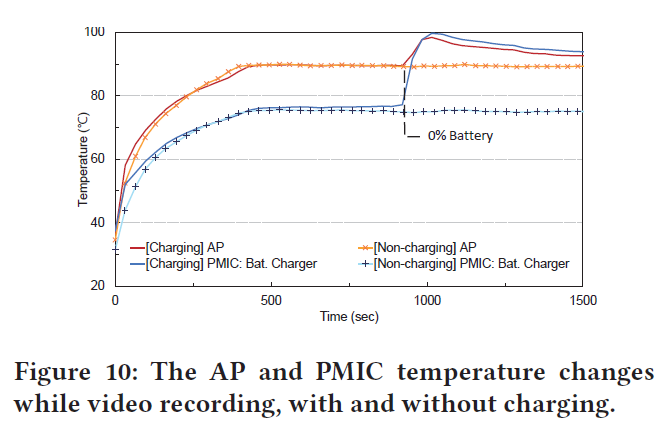 100
80
60
40
20
Temperature (℃)
0% Battery
[Charging] AP
[Non-charging] AP
[Charging] PMIC: Bat. Charger
[Non-charging] PMIC: Bat. Charger
0
500
1000
1500
Time (sec)
Figure 10: The AP and PMIC temperature changes
while video recording, with and without charging.